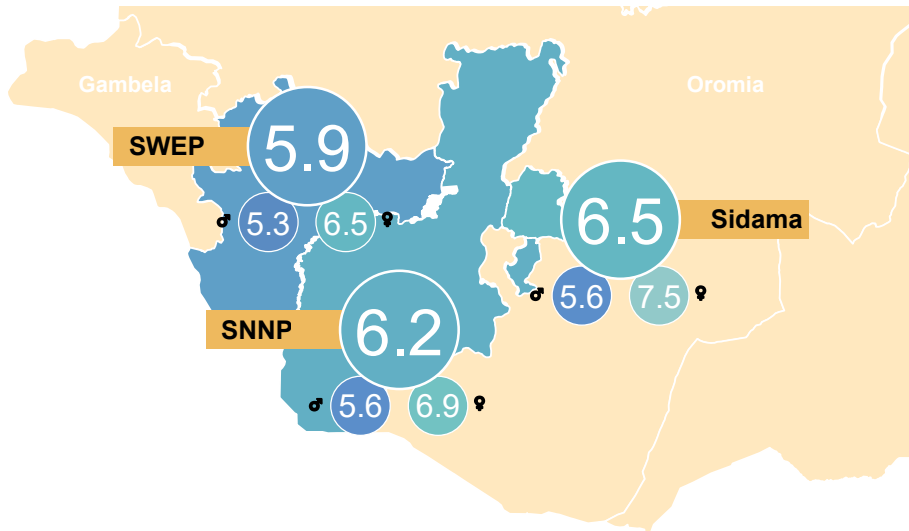 Gambela
Oromia
SWEP
5.9
♂ 5.3 6.5 ♀
6.5
Sidama
♂ 5.6 7.5 ♀
SNNP
6.2
♂ 5.6 6.9 ♀